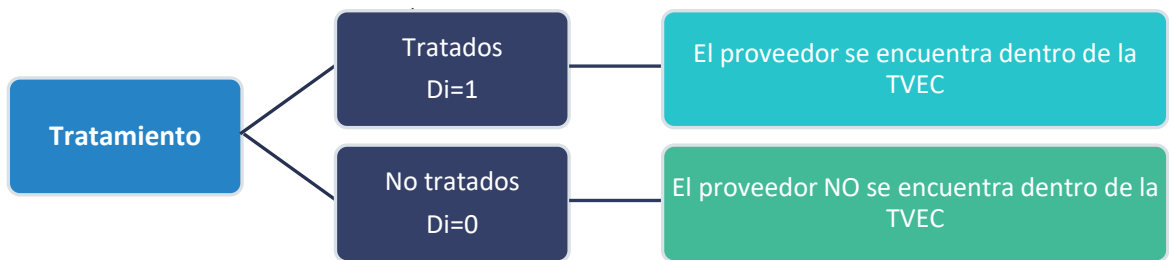 Tratamiento
Tratados
Di=1
El proveedor se encuentra dentro de la
TVEC
No tratados
Di=0
El proveedor NO se encuentra dentro de la
TVEC